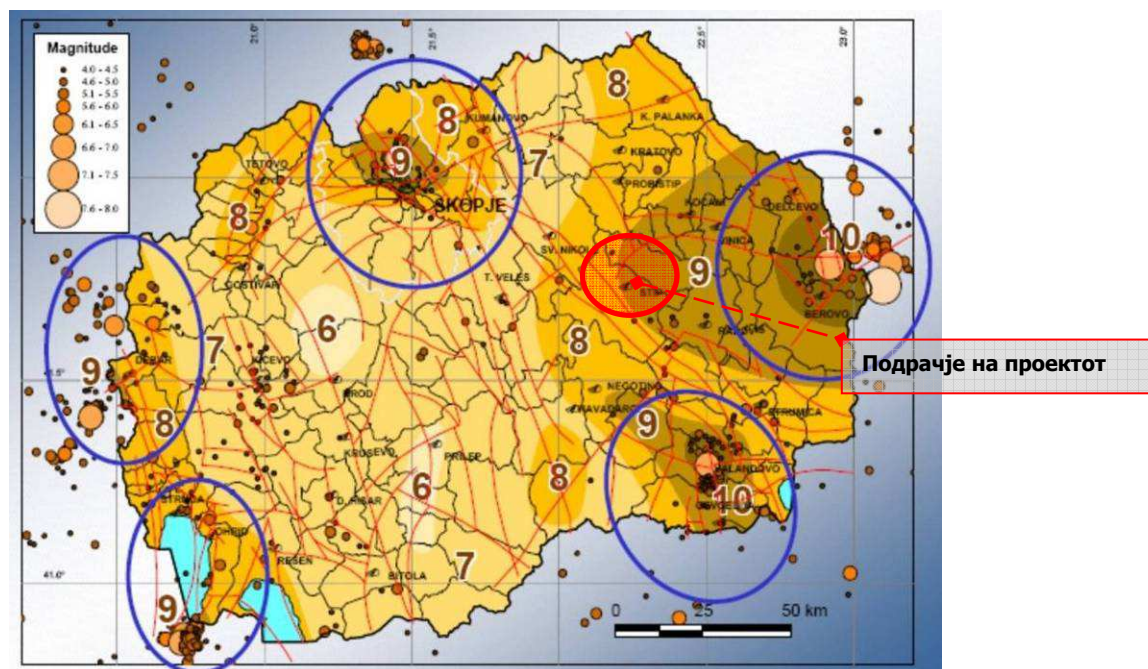 Magnitude
4.0 - 4.5
4.6 - 5.0
5.1 - 5.5
5.6 - 6.0
6.1 - 6.5
6.6 - 7.0
7.1 - 7.5
7.6 - 8.0
21.0
21.5
22.5
23.0
8
8
KUMANOVO
K. PALANKA
9
7
KRATOVO
TETOVO
PROBISTIP
SKOPJE
KOCANI
DELCEVO
8
VINICA
10
SV. NIKOL
9
T. VELES
GOSTIVAR
BEROVO
6
RADOVIS
7
8
DEBAR
KICEVO
Подрачје на проектот
41.5
9
NEGOTINO
BROD
STRUMICA
8
9
KRUSEVO
PRILEP
VALANDOVO
6
8
10
D. HISAR
STRUGA
OHRID
RESEN
7
41.0
BITOLA
9
0 25 50 km